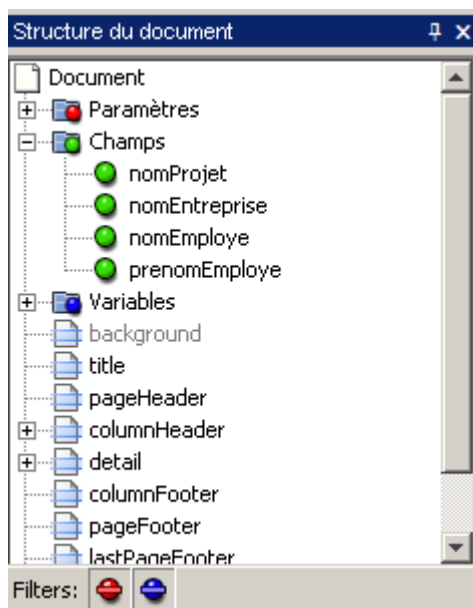 Structure du document
Document
Paramètres
Champs
nomProjet
nomEntreprise
nomEmploye
prenomEmploye
Variables
background
title
pageHeader
columnHeader
detail
columnFooter
pageFooter
lastPageFooter
Filters: